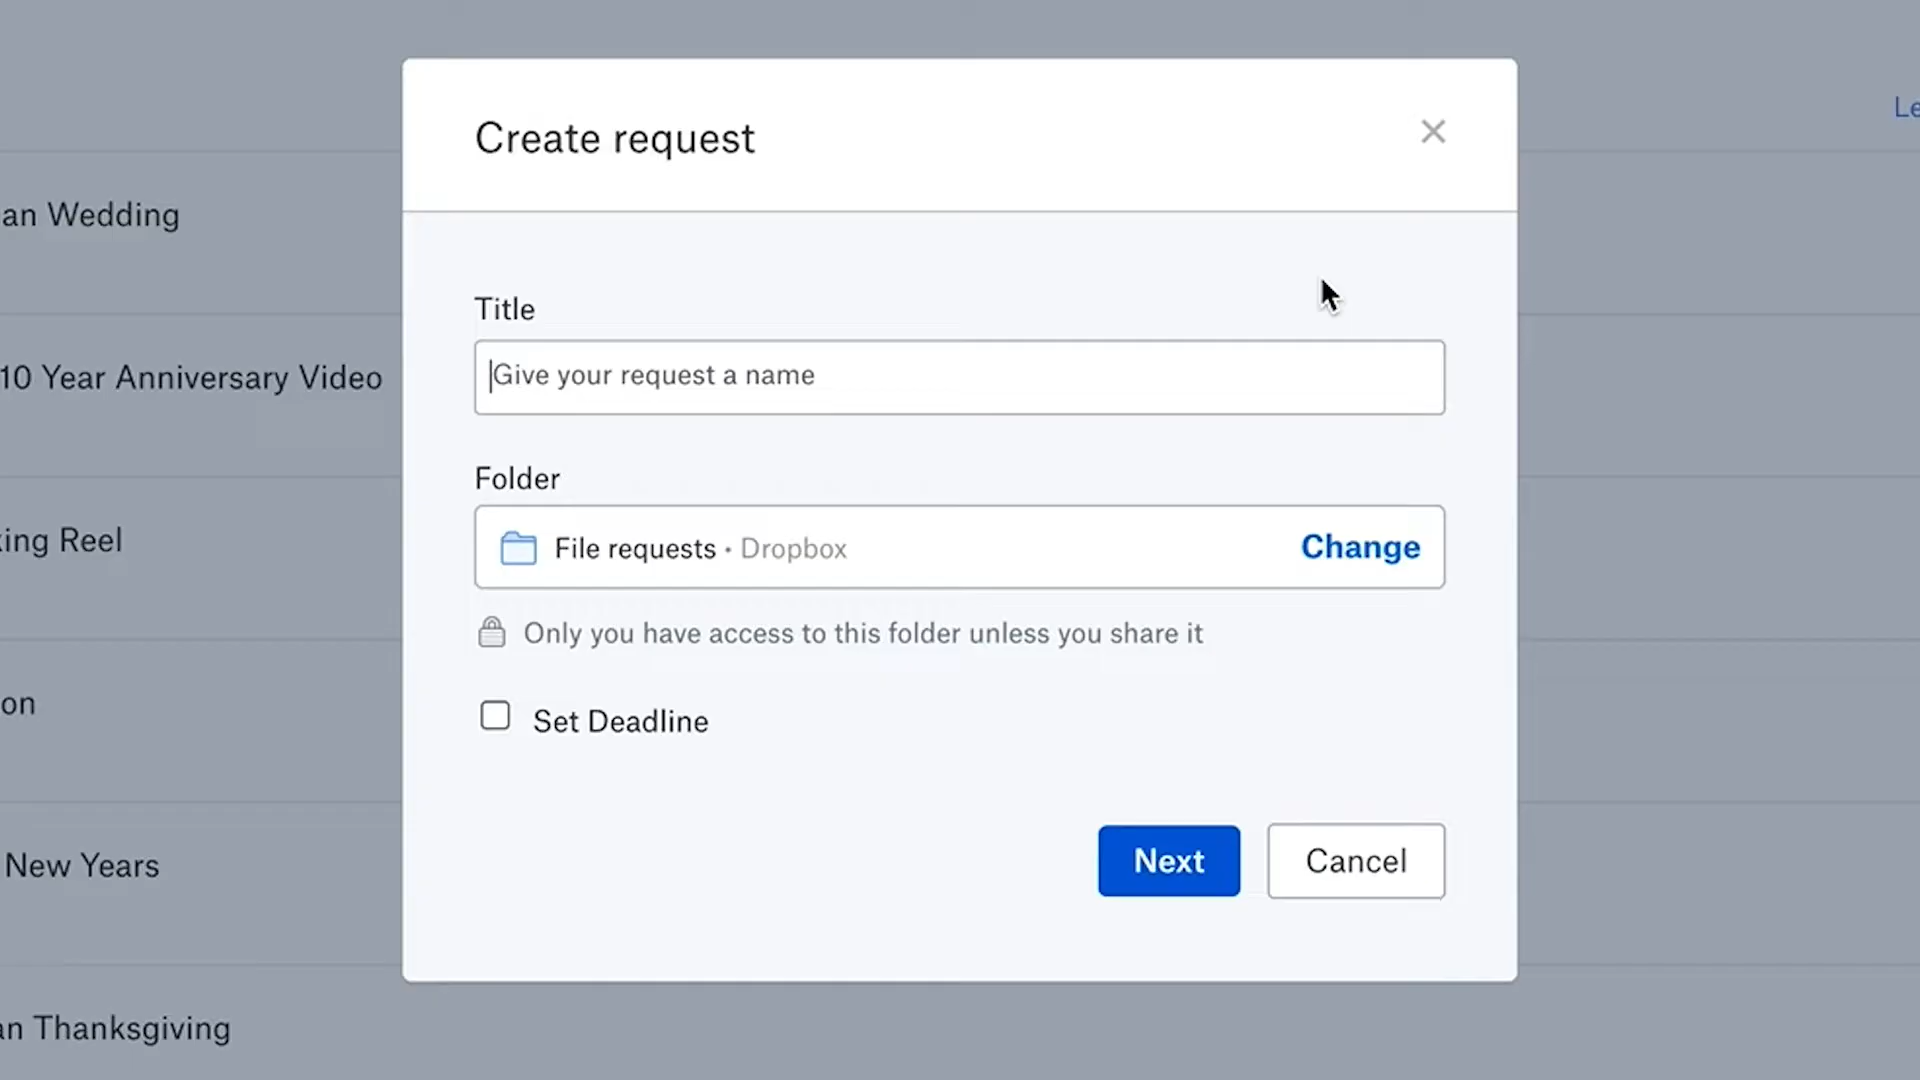 Create request
Le
an Wedding
Title
Give your request a name
10 Year Anniversary Video
Folder
File requests • Dropbox
Change
king Reel
Only you have access to this folder unless you share it
on
Set Deadline
Next
Cancel
New Years
an Thanksgiving